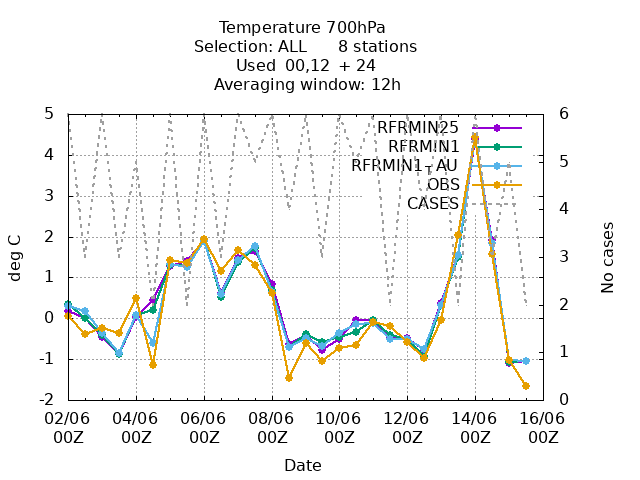 Temperature 700hPa
Selection: ALL 8 stations
Used 00,12 + 24
Averaging window: 12h
5 6
RFRMIN25
RFRMIN1
4 5
RFRMIN1-AU
OBS
3 4
CASES
2 3
deg C
No cases
1
0 2
-1 1
-2 0
02/06 04/06 06/06 08/06 10/06 12/06 14/06 16/06
00Z 00Z 00Z 00Z 00Z 00Z 00Z 00Z
Date